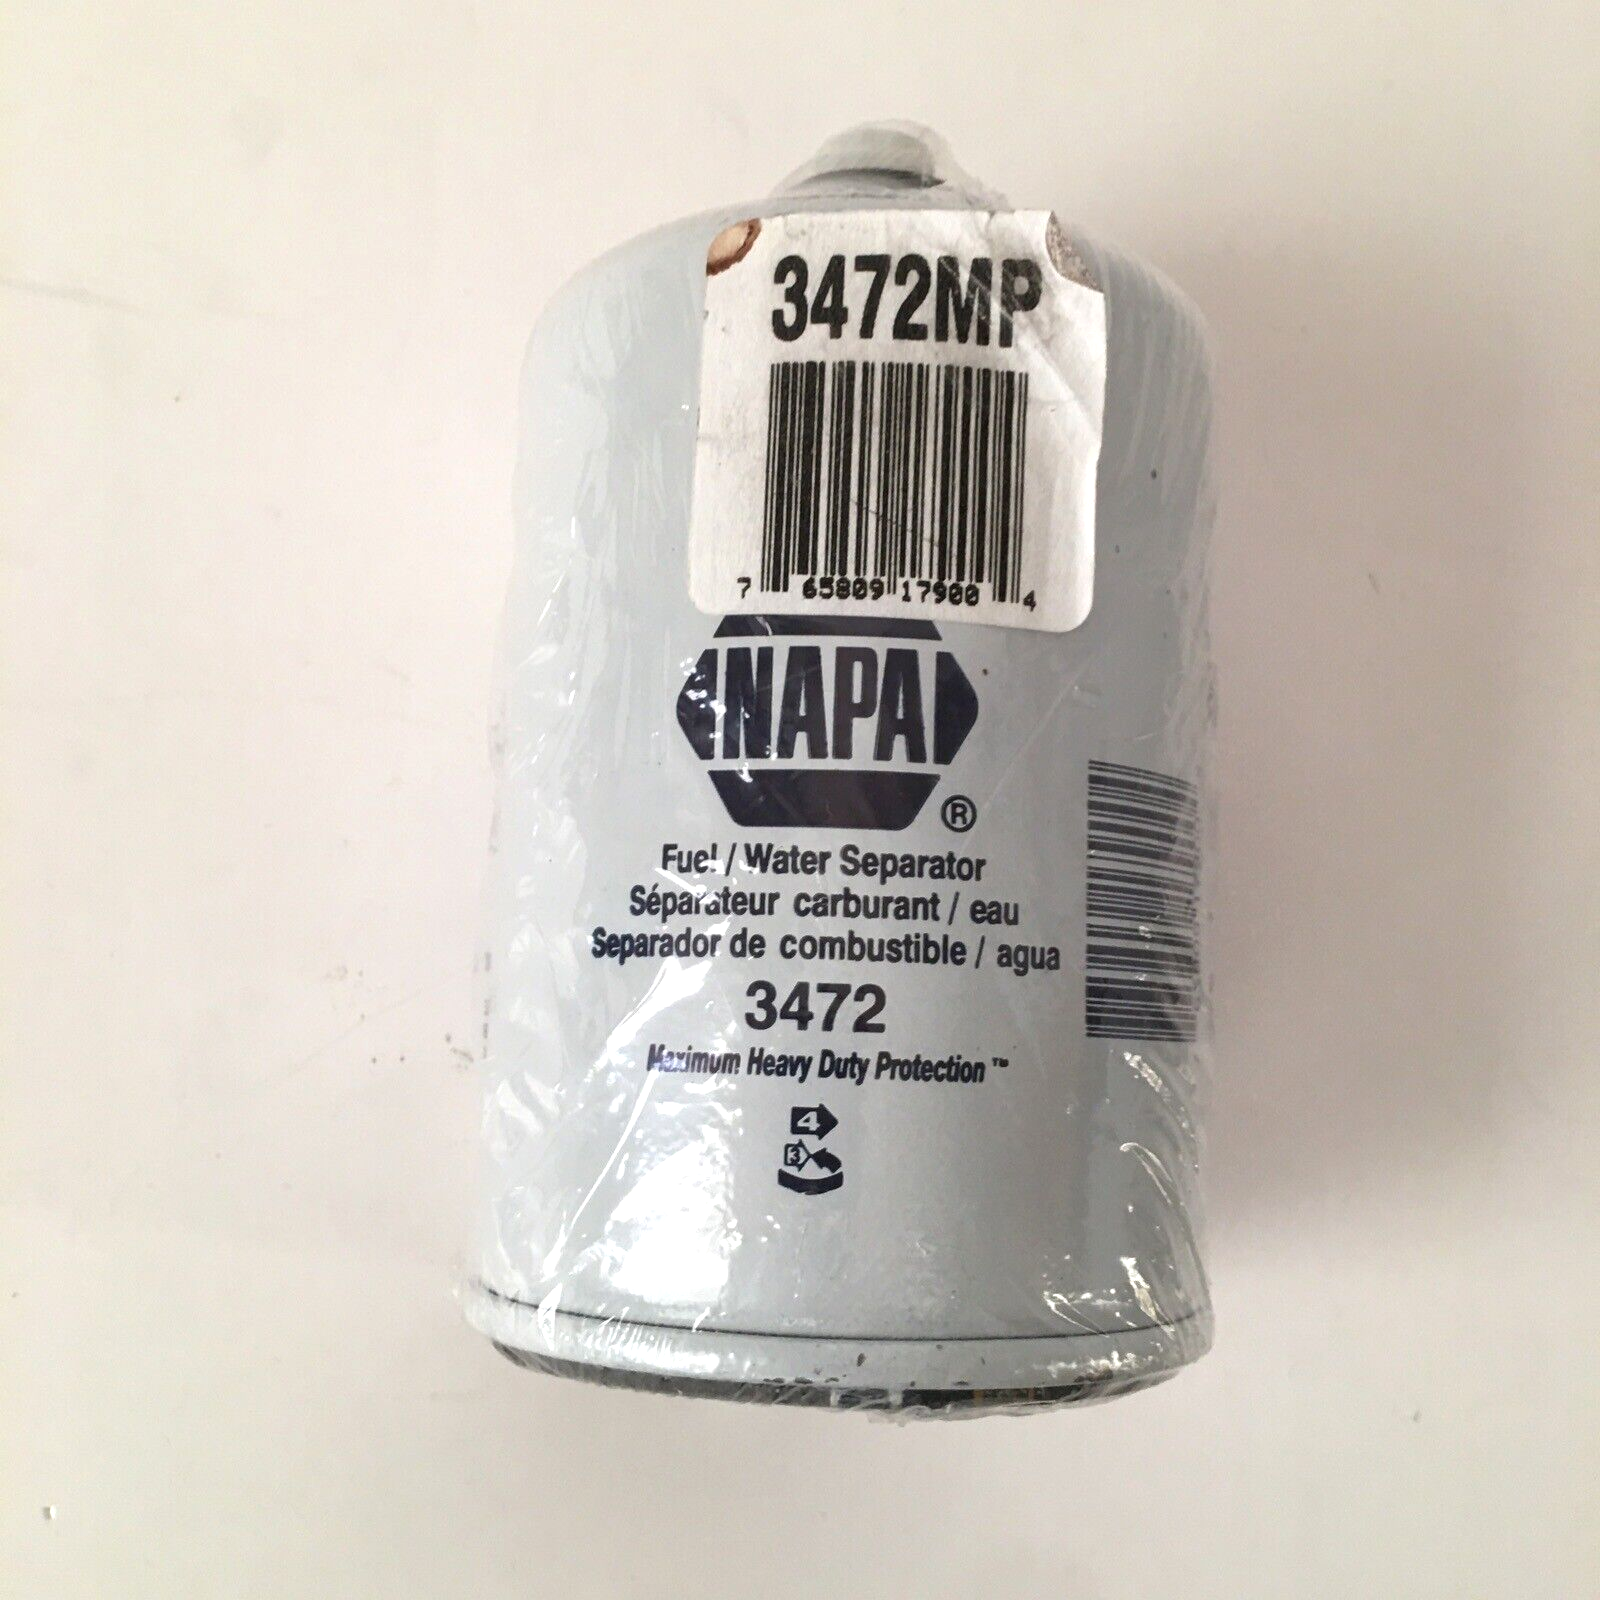 3472MP
7 65809 17900 4
NAPA ®
Fuel / Water Separator
Séparateur carburant / eau
Separador de combustible / agua
3472
Maximum Heavy Duty Protection™
4
3